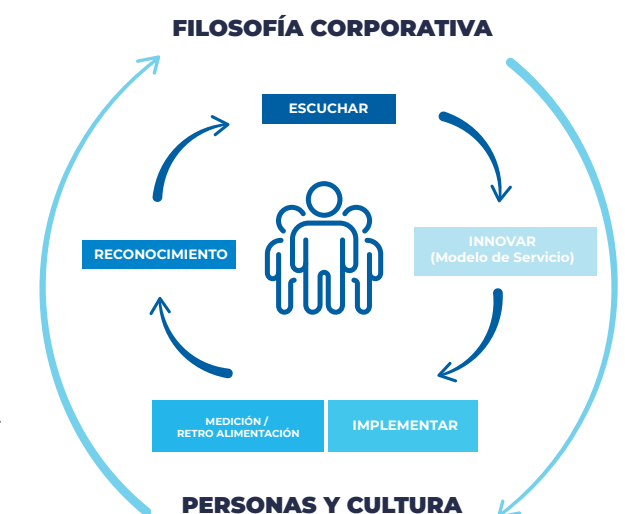 FILOSOFÍA CORPORATIVA
ESCUCHAR
RECONOCIMIENTO
INNOVAR
(Modelo de Servicio)
MEDICIÓN /
RETRO ALIMENTACIÓN
IMPLEMENTAR
PERSONAS Y CULTURA